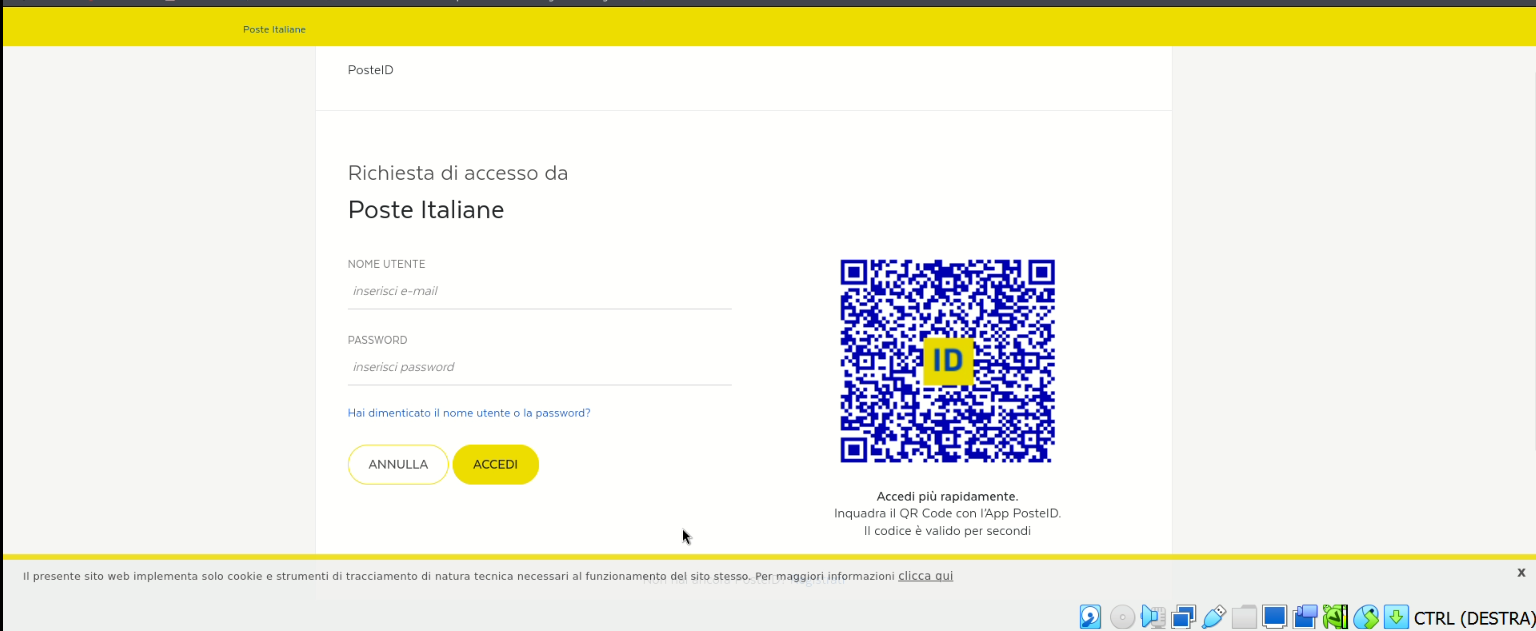 Poste Italiane
PosteID
Richiesta di accesso da
Poste Italiane
NOME UTENTE
inserisci e-mail
PASSWORD
inserisci password
Hai dimenticato il nome utente o la password?
ANNULLA
ACCEDI
ID
Accedi più rapidamente.
Inquadra il QR Code con l'App PosteID.
Il codice è valido per secondi
Il presente sito web implementa solo cookie e strumenti di tracciamento di natura tecnica necessari al funzionamento del sito stesso. Per maggiori informazioni clicca qui
x
CTRL (DESTRA)